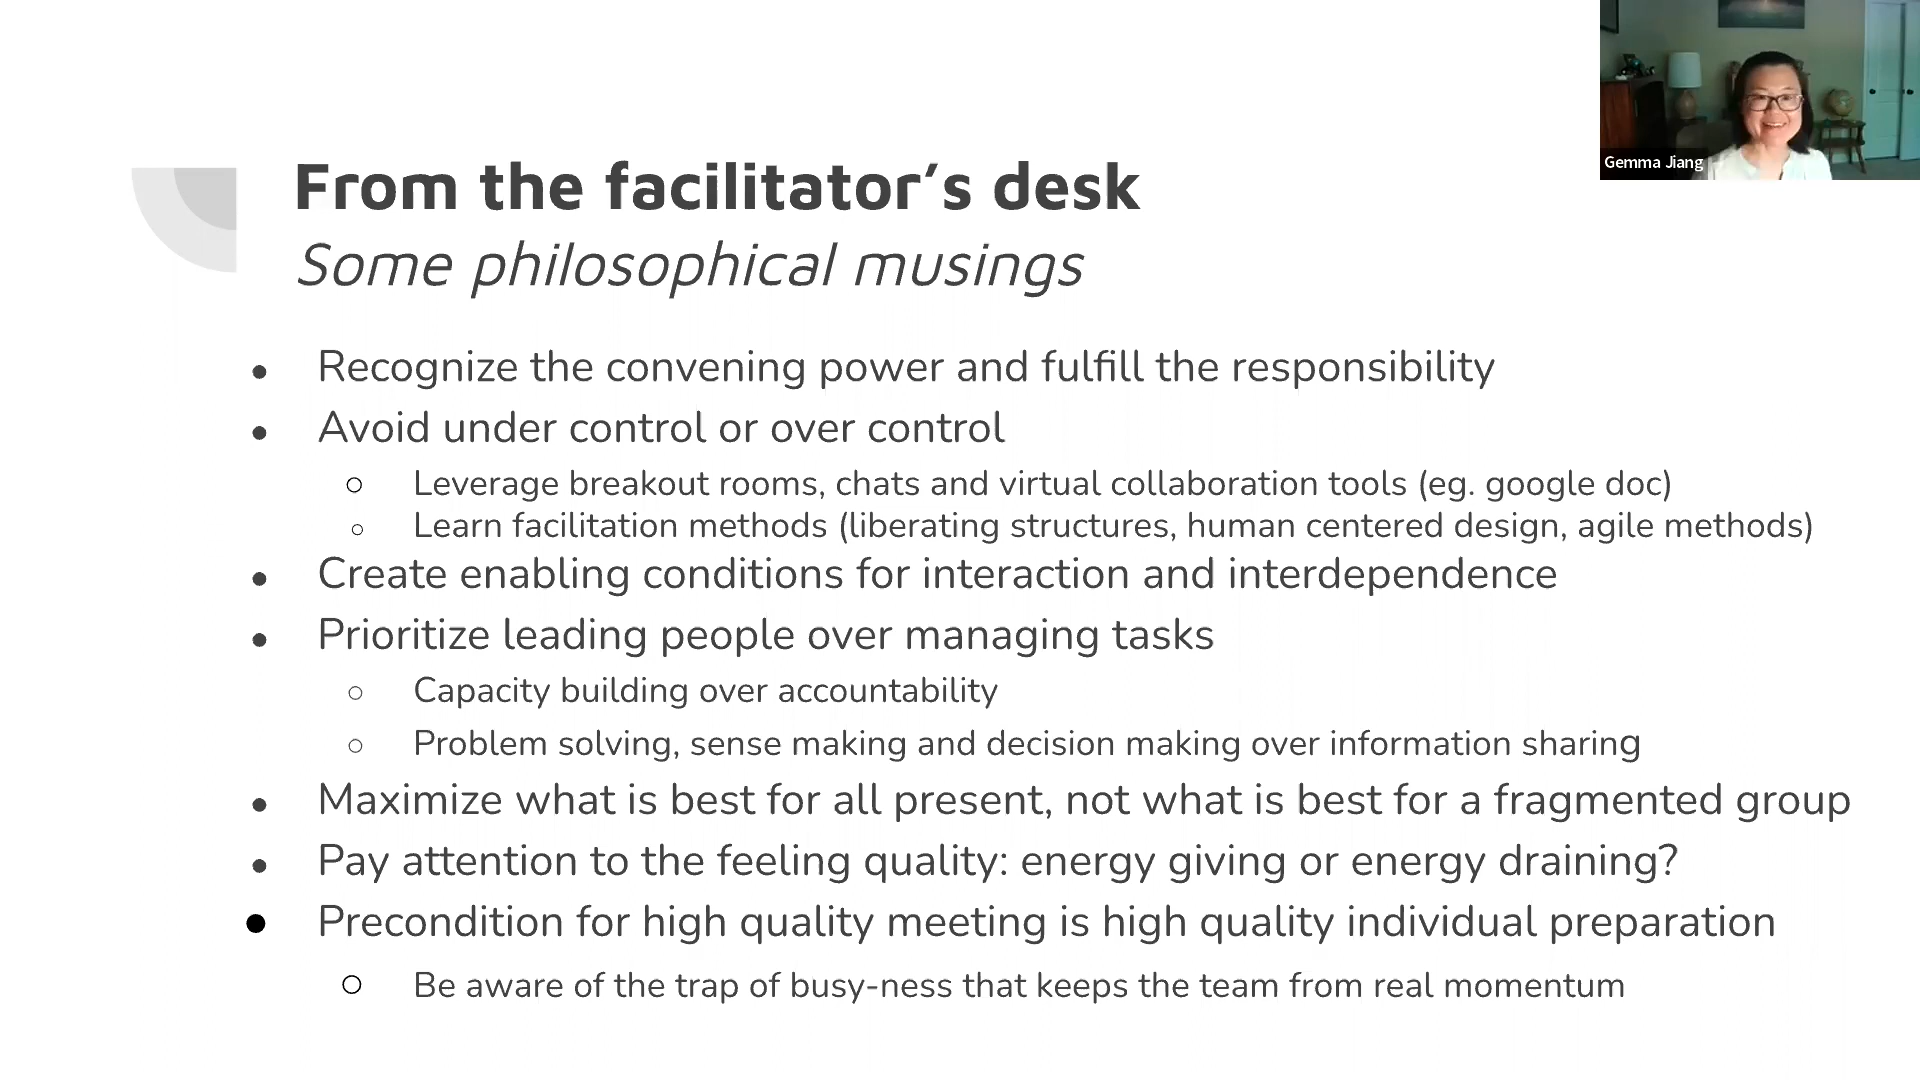 Gemma Jiang
From the facilitator’s desk
Some philosophical musings
● Recognize the convening power and fulfill the responsibility
● Avoid under control or over control
○ Leverage breakout rooms, chats and virtual collaboration tools (eg. google doc)
○ Learn facilitation methods (liberating structures, human centered design, agile methods)
● Create enabling conditions for interaction and interdependence
● Prioritize leading people over managing tasks
○ Capacity building over accountability
○ Problem solving, sense making and decision making over information sharing
● Maximize what is best for all present, not what is best for a fragmented group
● Pay attention to the feeling quality: energy giving or energy draining?
● Precondition for high quality meeting is high quality individual preparation
○ Be aware of the trap of busy-ness that keeps the team from real momentum